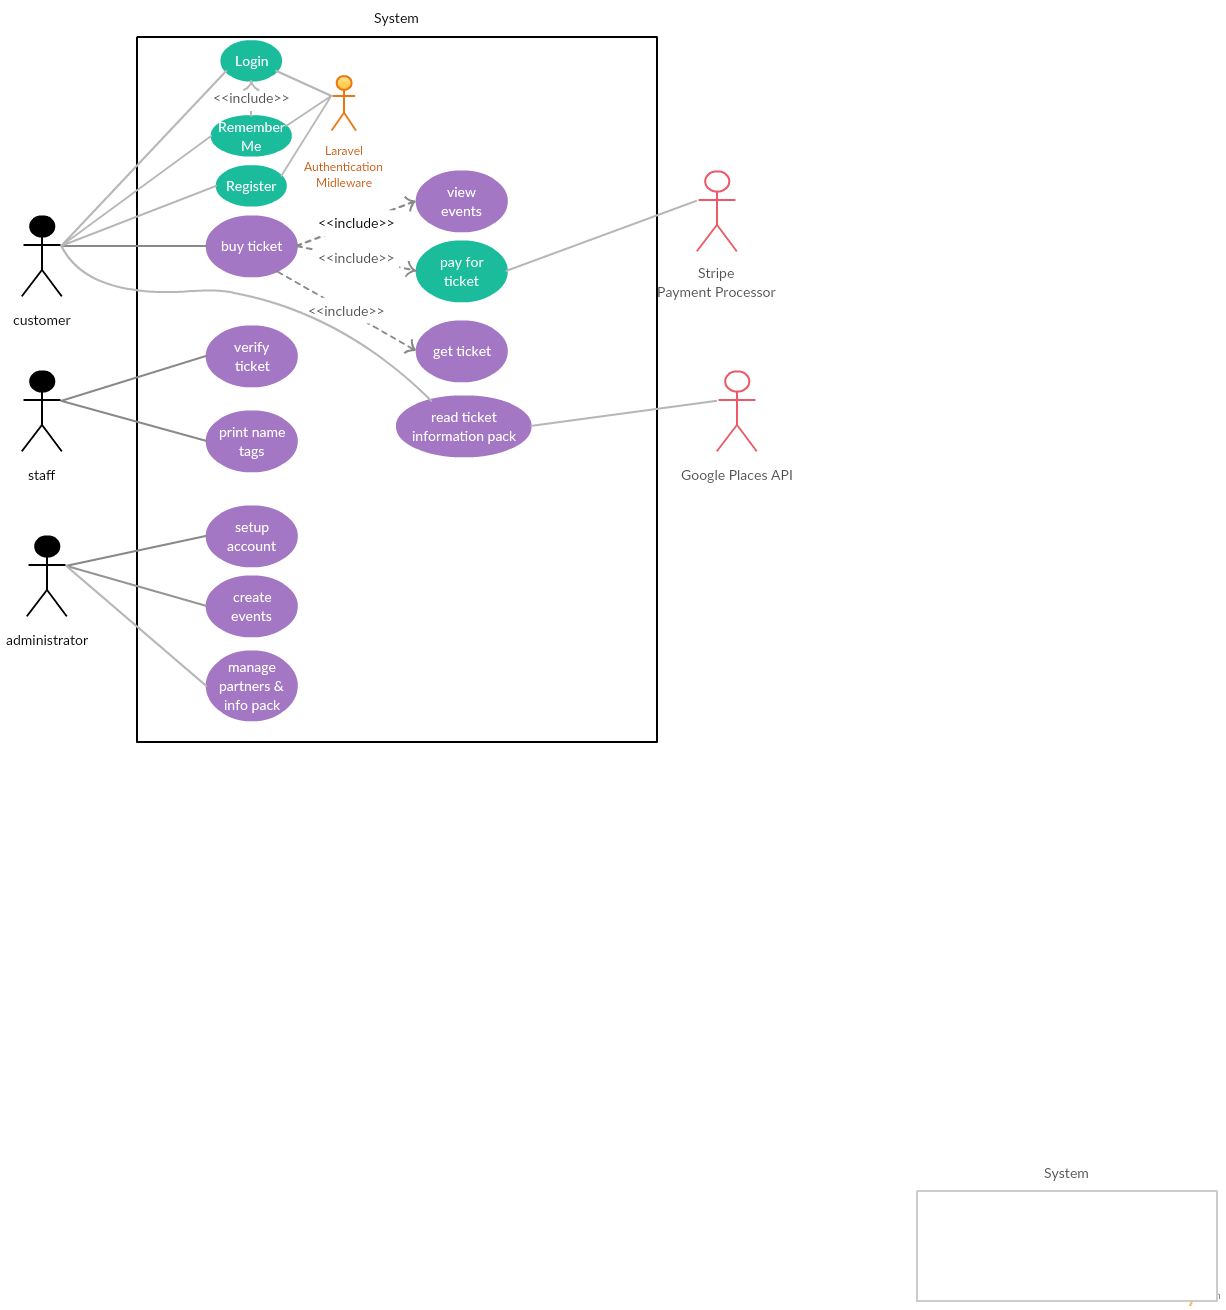 System
Login
<<include>>
Remember
Me
Laravel
Authentication
Midleware
Register
view
events
<<include>>
buy ticket
<<include>>
pay for
ticket
Stripe
Payment Processor
<<include>>
customer
verify
ticket
get ticket
read ticket
information pack
print name
tags
staff
Google Places API
setup
account
create
events
administrator
manage
partners &
info pack
System